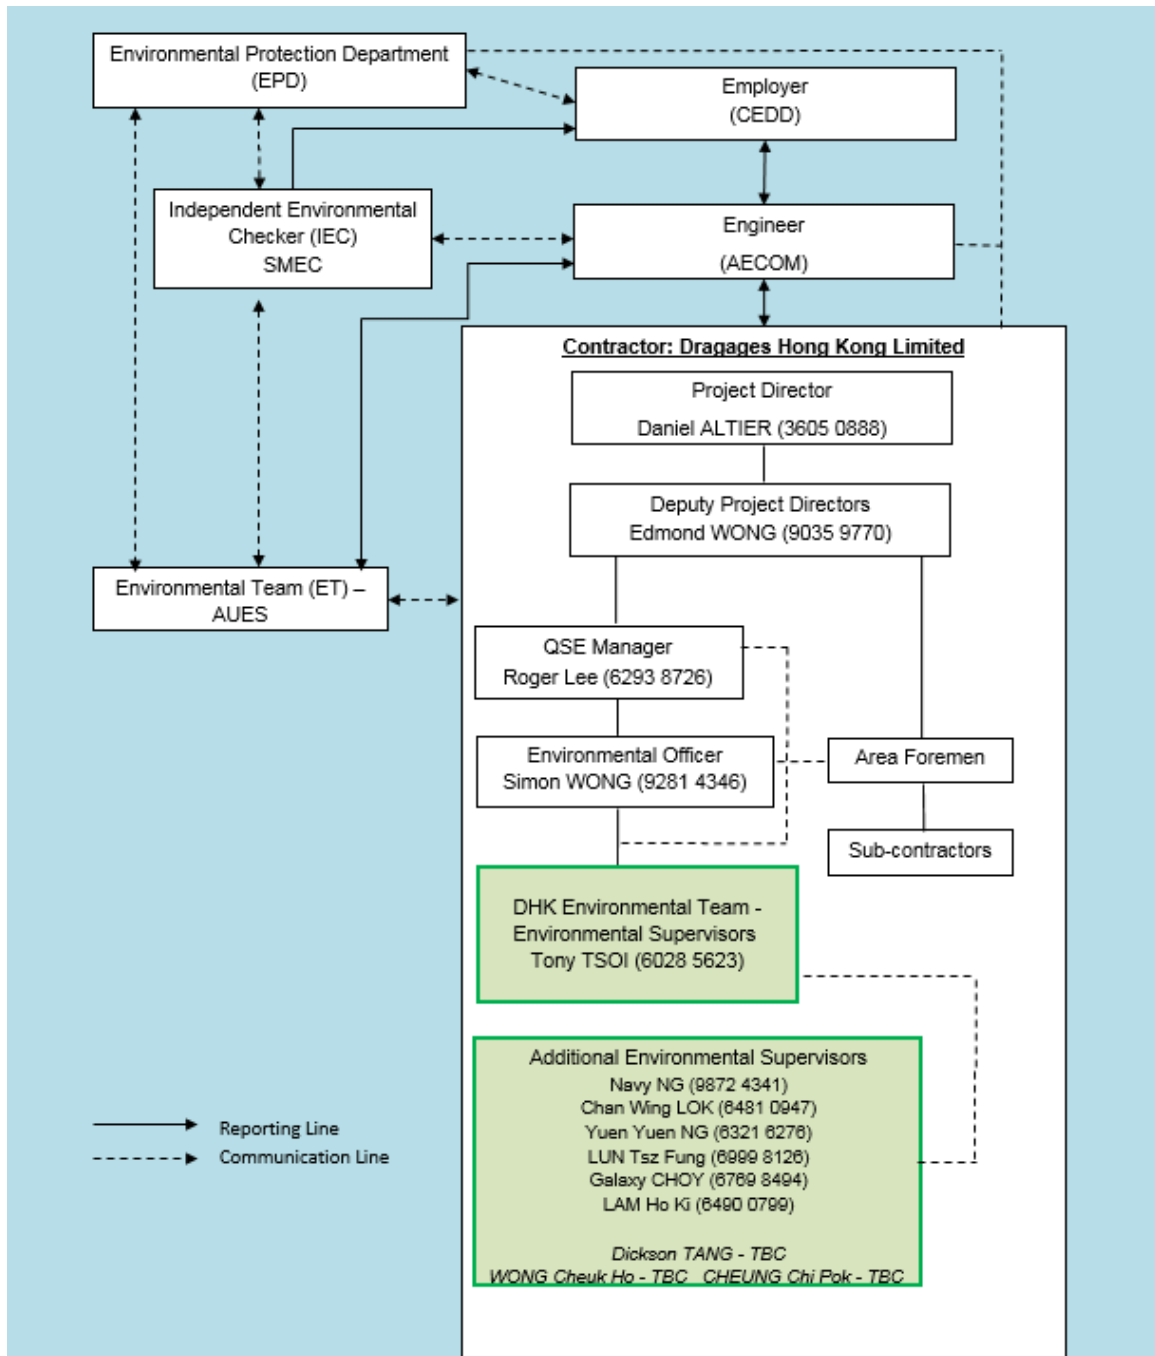 Environmental Protection Department
(EPD)
Employer
(CEDD)
Independent Environmental
Checker (IEC)
SMEC
Engineer
(AECOM)
Contractor: Dragages Hong Kong Limited
Project Director
Daniel ALTIER (3605 0888)
Deputy Project Directors
Edmond WONG (9035 9770)
Environmental Team (ET) –
AUES
QSE Manager
Roger Lee (6293 8726)
Environmental Officer
Simon WONG (9281 4346)
Area Foremen
Sub-contractors
DHK Environmental Team -
Environmental Supervisors
Tony TSOI (6028 5623)
Additional Environmental Supervisors
Navy NG (9872 4341)
Chan Wing LOK (6481 0947)
Yuen Yuen NG (6321 6276)
LUN Tsz Fung (6999 8126)
Galaxy CHOY (6769 8494)
LAM Ho Ki (6490 0799)
Dickson TANG - TBC
WONG Cheuk Ho - TBC CHEUNG Chi Pok - TBC
Reporting Line
Communication Line